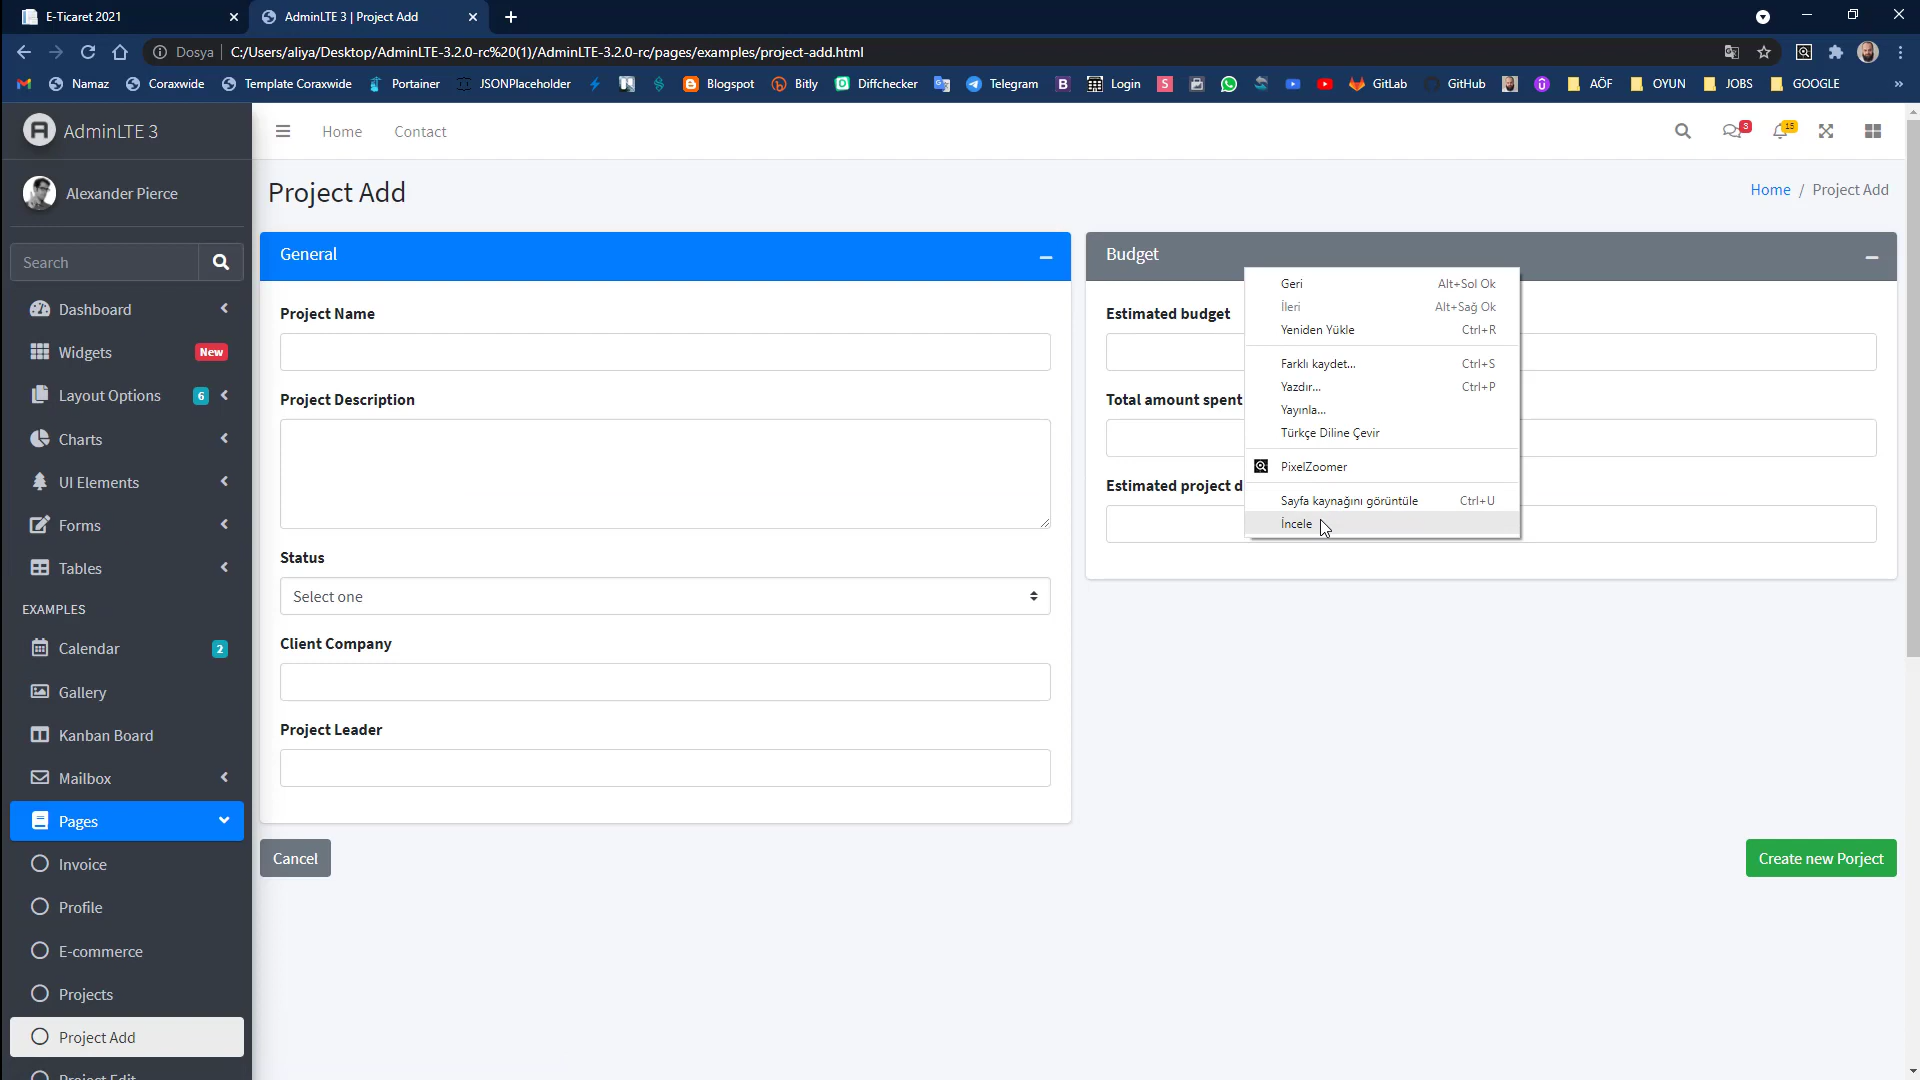 E-Ticaret 2021
AdminLTE 3 | Project Add
Dosya
C:/Users/aliya/Desktop/AdminLTE-3.2.0-rc%20(1)/AdminLTE-3.2.0-rc/pages/examples/project-add.html
Namaz
Coraxwide
Template Coraxwide
Portainer
JSONPlaceholder
Blogspot
Bitly
Diffchecker
Telegram
Login
GitLab
GitHub
AÖF
OYUN
JOBS
GOOGLE
»
AdminLTE 3
Home
Contact
3
15
Alexander Pierce
Project Add
Home / Project Add
Search
Dashboard
Widgets
New
Layout Options
6
Charts
UI Elements
Forms
Tables
EXAMPLES
Calendar
2
Gallery
Kanban Board
Mailbox
Pages
Invoice
Profile
E-commerce
Projects
Project Add
Project Edit
General
Project Name
Project Description
Status
Select one
Client Company
Project Leader
Cancel
Budget
Estimated budget
Total amount spent
Estimated project d
Geri Alt+Sol Ok
İleri Alt+Sağ Ok
Yeniden Yükle Ctrl+R
Farklı kaydet... Ctrl+S
Yazdır... Ctrl+P
Yayınla...
Türkçe Diline Çevir
PixelZoomer
Sayfa kaynağını görüntüle Ctrl+U
İncele
Create new Porject